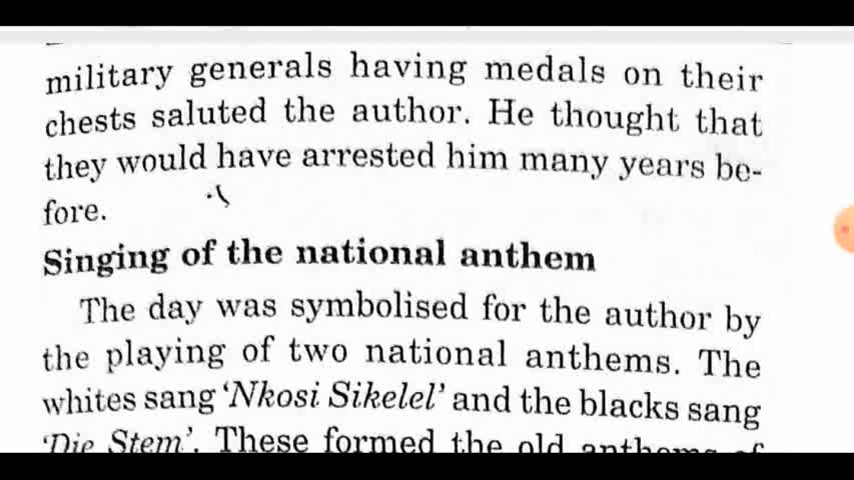 military generals having medals on their
chests saluted the author. He thought that
they would have arrested him many years be-
fore.
Singing of the national anthem
The day was symbolised for the author by
the playing of two national anthems. The
whites sang ‘Nkosi Sikelel’ and the blacks sang
‘Die Stem’. These formed the old anthems of